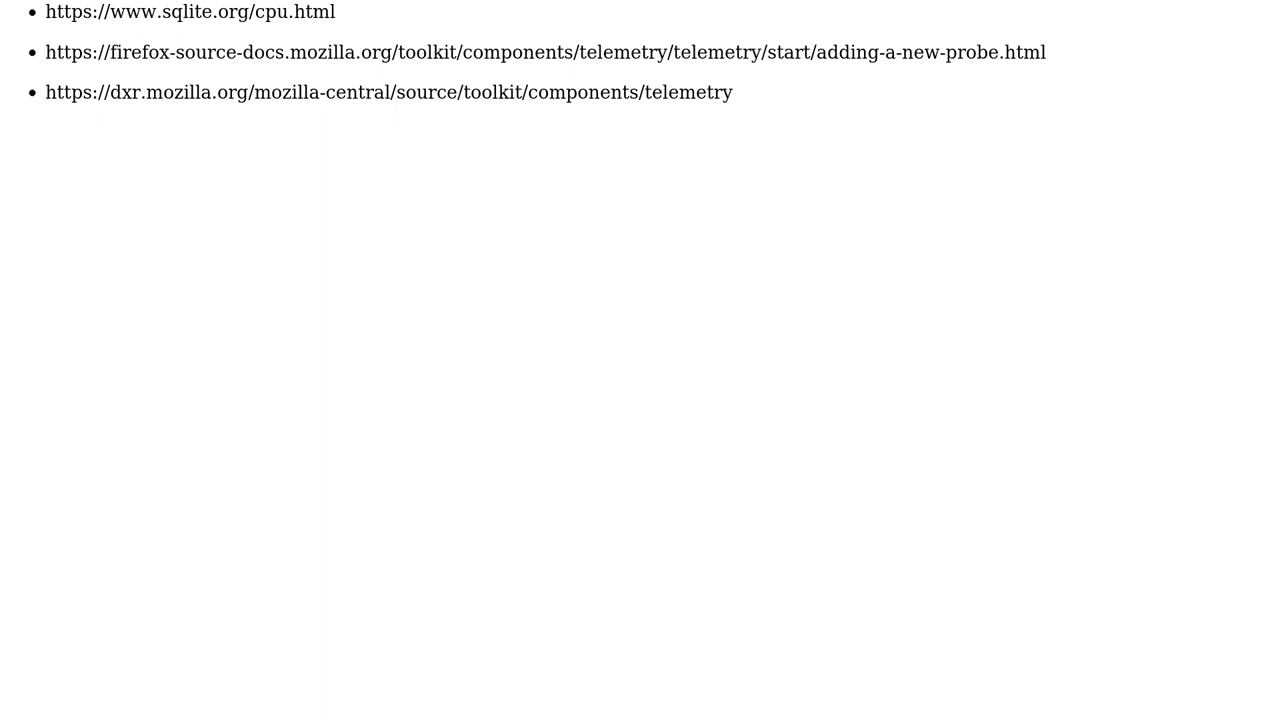 • https://www.sqlite.org/cpu.html
• https://firefox-source-docs.mozilla.org/toolkit/components/telemetry/telemetry/start/adding-a-new-probe.html
• https://dxr.mozilla.org/mozilla-central/source/toolkit/components/telemetry